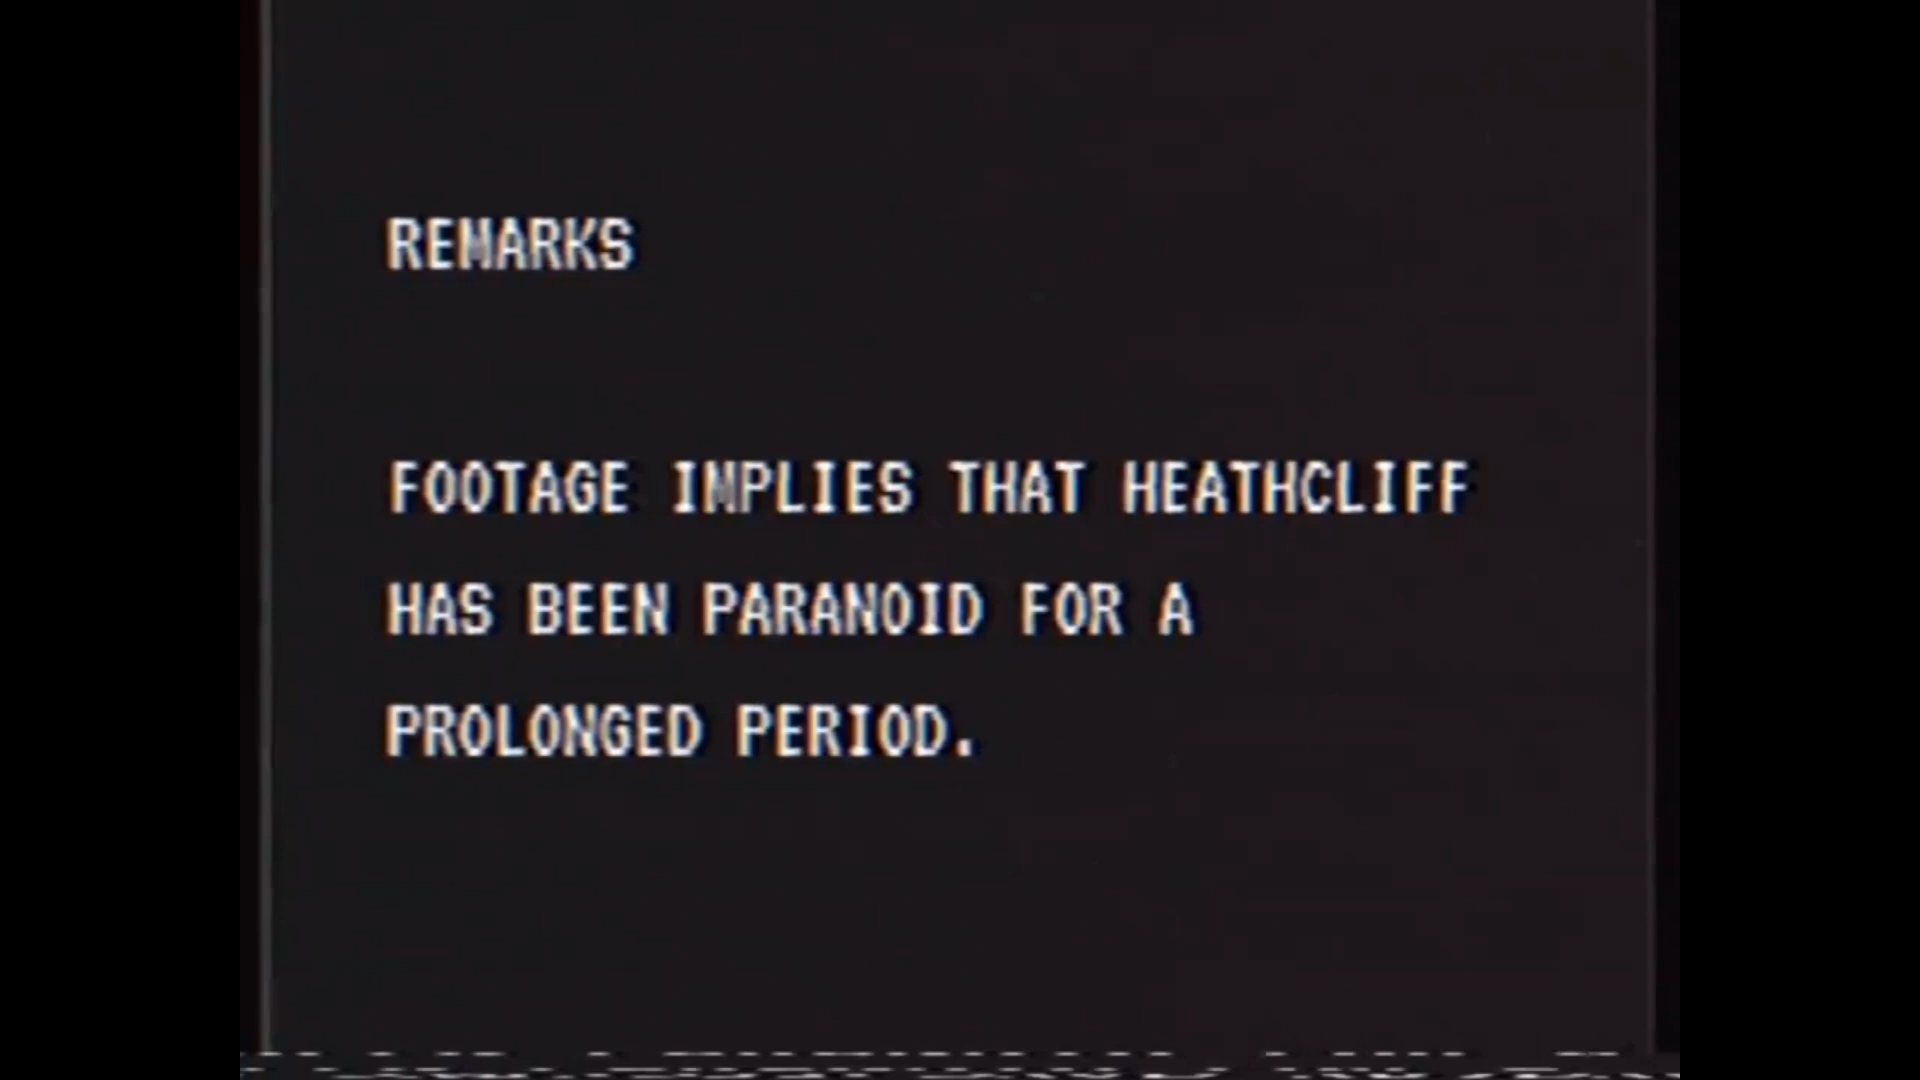 REMARKS
FOOTAGE IMPLIES THAT HEATHCLIFF
HAS BEEN PARANOID FOR A
PROLONGED PERIOD.